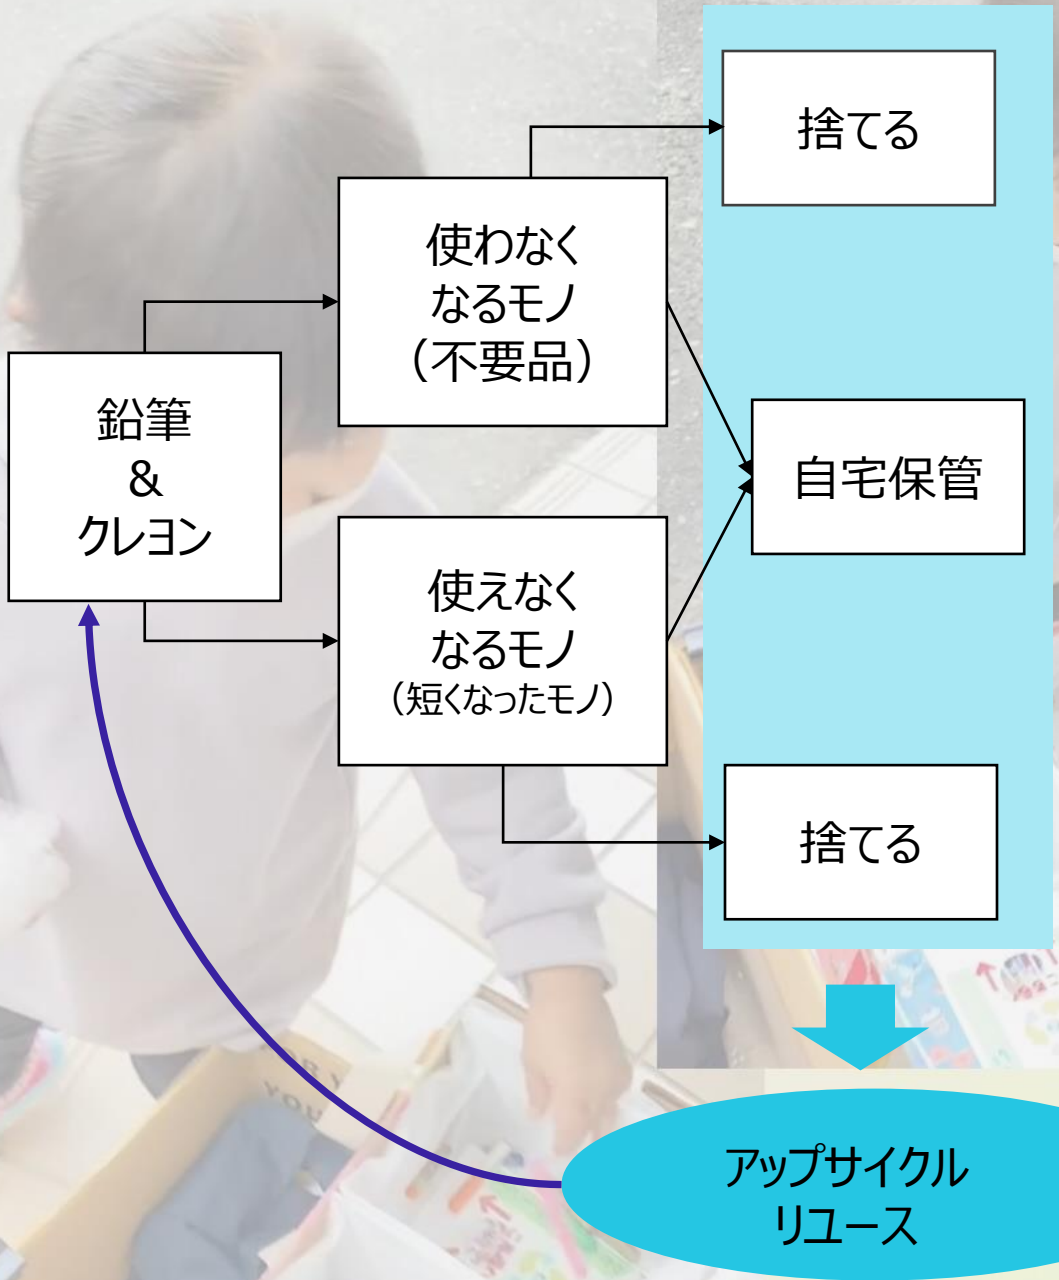 捨てる
使わなく
なるモノ
（不要品）
鉛筆
&
クレヨン
自宅保管
使えなく
なるモノ
（短くなったモノ）
捨てる
アップサイクル
リユース
YOU